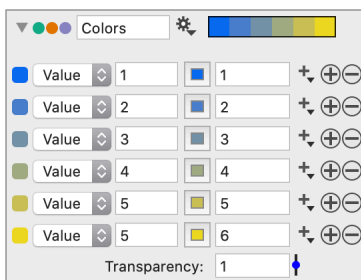 Colors
Value 1 1
Value 2 2
Value 3 3
Value 4 4
Value 5 5
Value 5 6
Transparency: 1